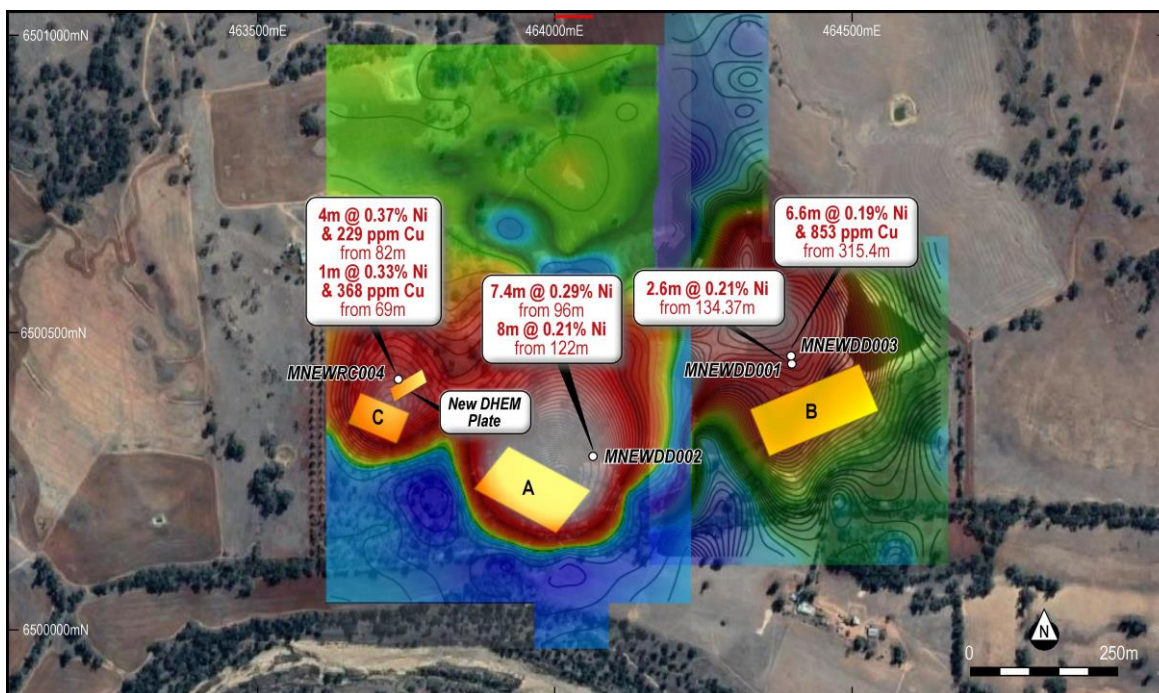 463500mE
464000mE
464500mE
6501000mN
6500500mN
6500000mN
4m @ 0.37% Ni
& 229 ppm Cu
from 82m
1m @ 0.33% Ni
& 368 ppm Cu
from 69m
7.4m @ 0.29% Ni
from 96m
8m @ 0.21% Ni
from 122m
2.6m @ 0.21% Ni
from 134.37m
6.6m @ 0.19% Ni
& 853 ppm Cu
from 315.4m
MNEWRC004
New DHEM
Plate
MNEWDD003
MNEWDD001
MNEWDD002
C
A
B
N
0
250m